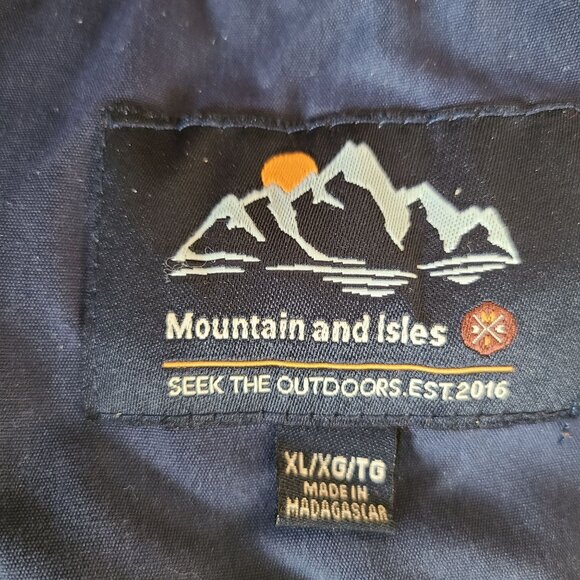 Mountain and Isles
SEEK THE OUTDOORS.EST.2016
XL/XG/TG
MADE IN
MADAGASCAR